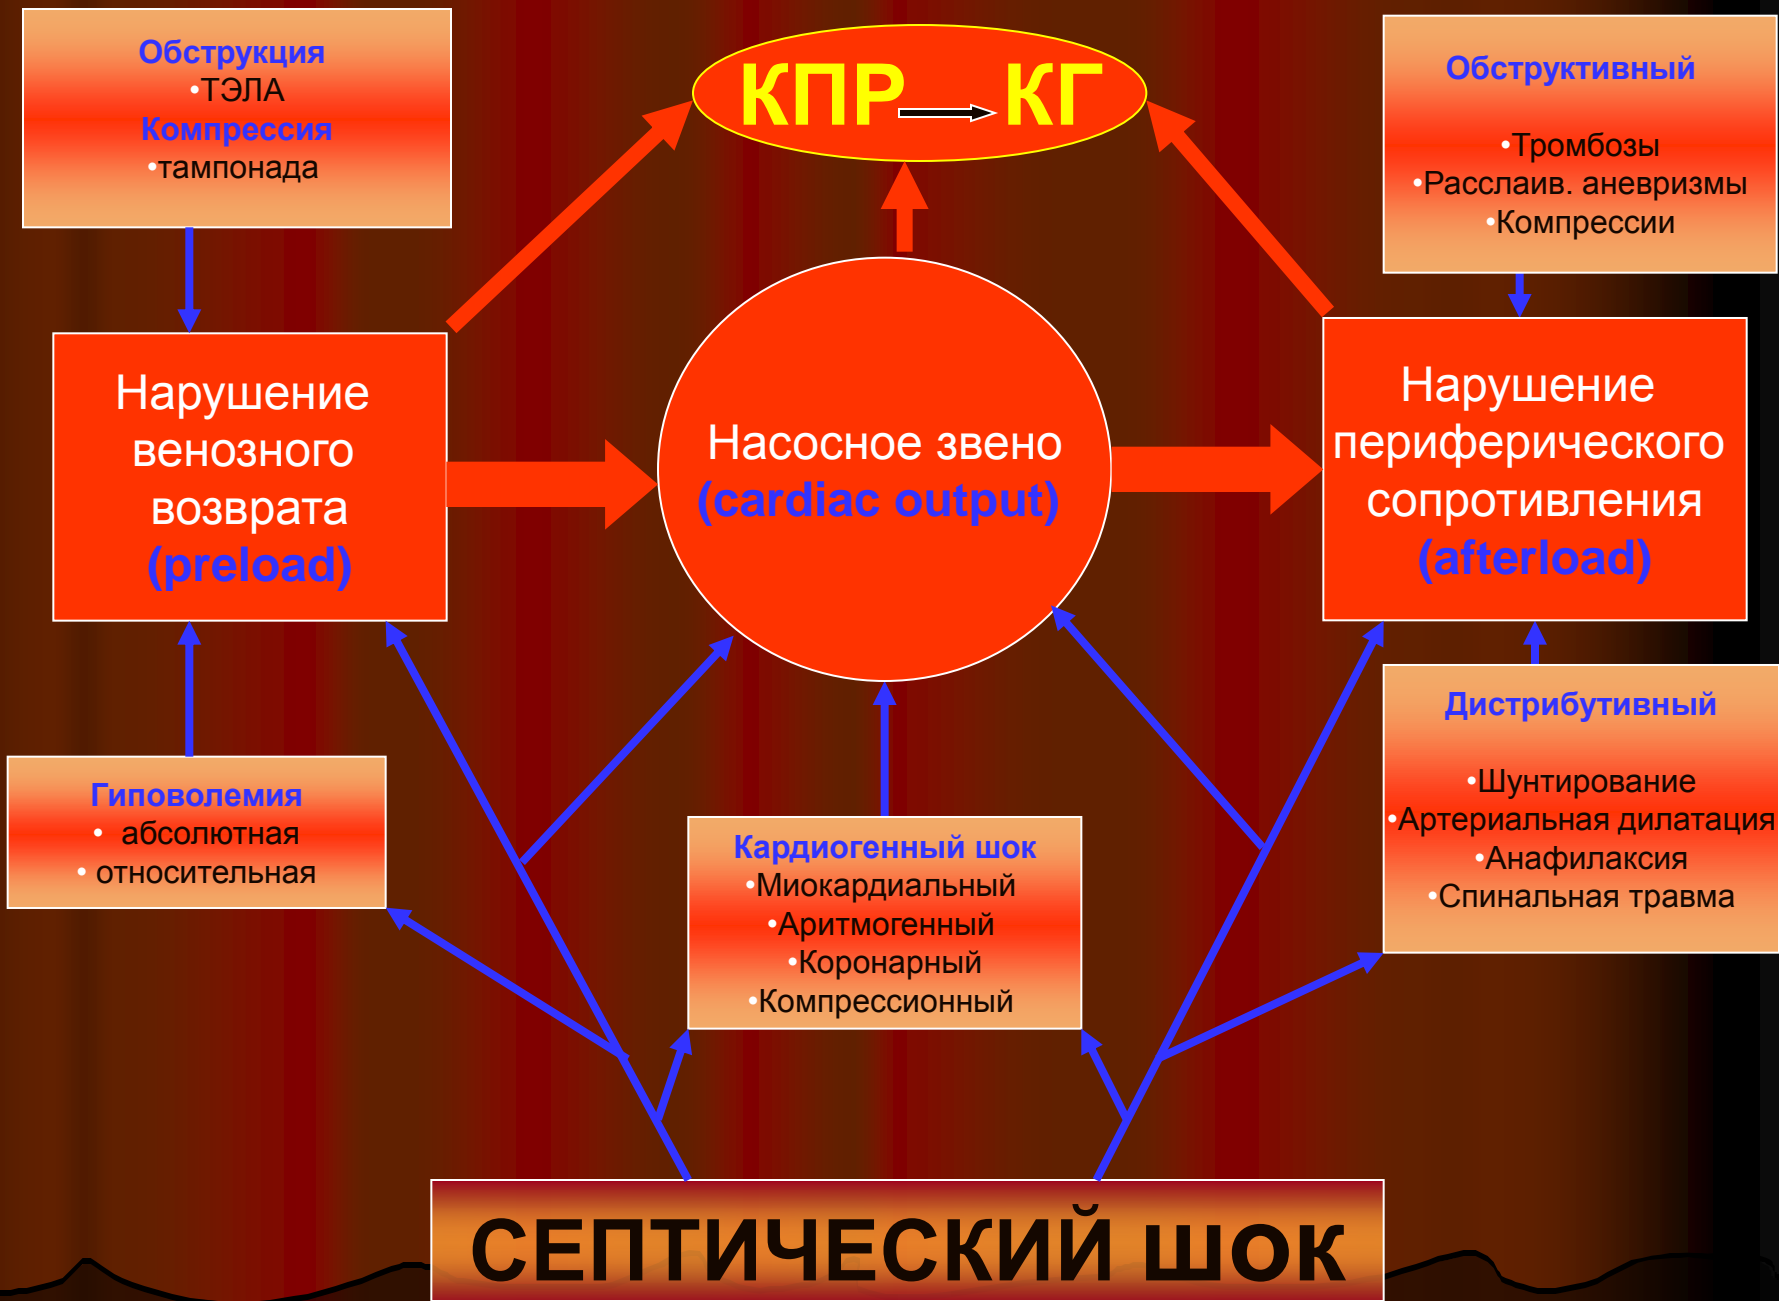 Обструкция
•ТЭЛА
Компрессия
•тампонада
КПР КГ
Обструктивный
•Тромбозы
•Расслаив. аневризмы
•Компрессии
Нарушение
венозного
возврата
(preload)
Насосное звено
(cardiac output)
Нарушение
периферического
сопротивления
(afterload)
Гиповолемия
• абсолютная
• относительная
Кардиогенный шок
•Миокардиальный
•Аритмогенный
•Коронарный
•Компрессионный
Дистрибутивный
•Шунтирование
•Артериальная дилатация
•Анафилаксия
•Спинальная травма
СЕПТИЧЕСКИЙ ШОК